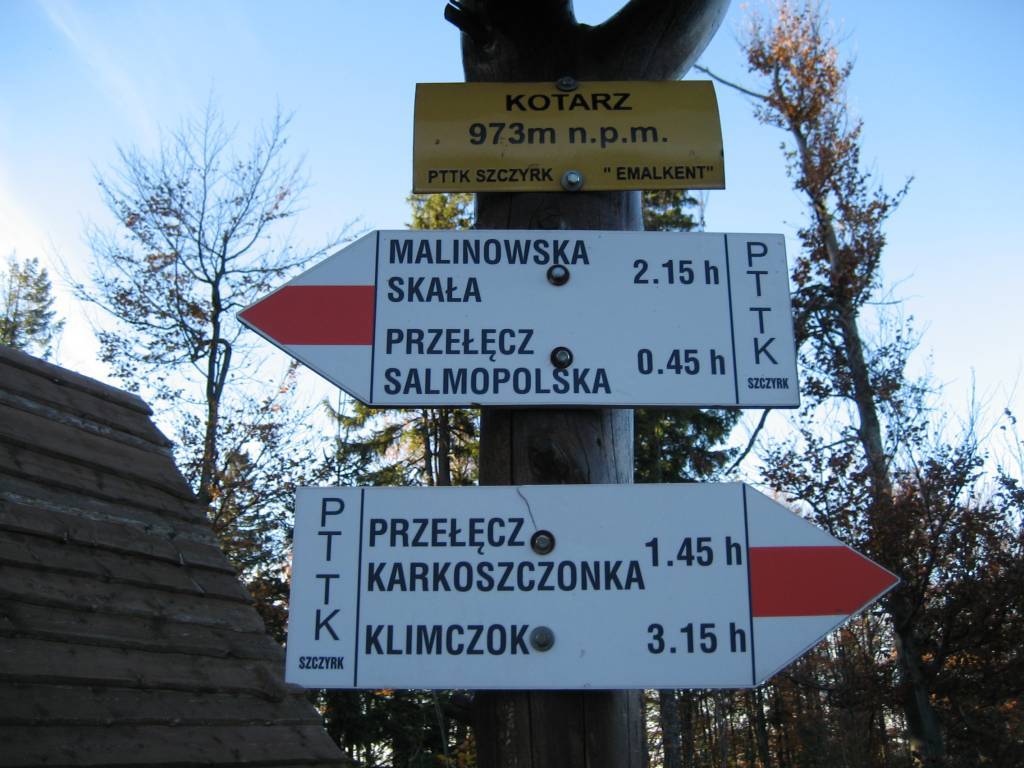 KOTARZ
973m n.p.m.
PTTK SZCZYRK "EMALKENT"
MALINOWSKA
SKAŁA 2.15 h
PRZEŁĘCZ
SALMOPOLSKA 0.45 h
PTTK
SZCZYRK
PTTK
SZCZYRK
PRZEŁĘCZ
KARKOSZCZONKA 1.45 h
KLIMCZOK 3.15 h